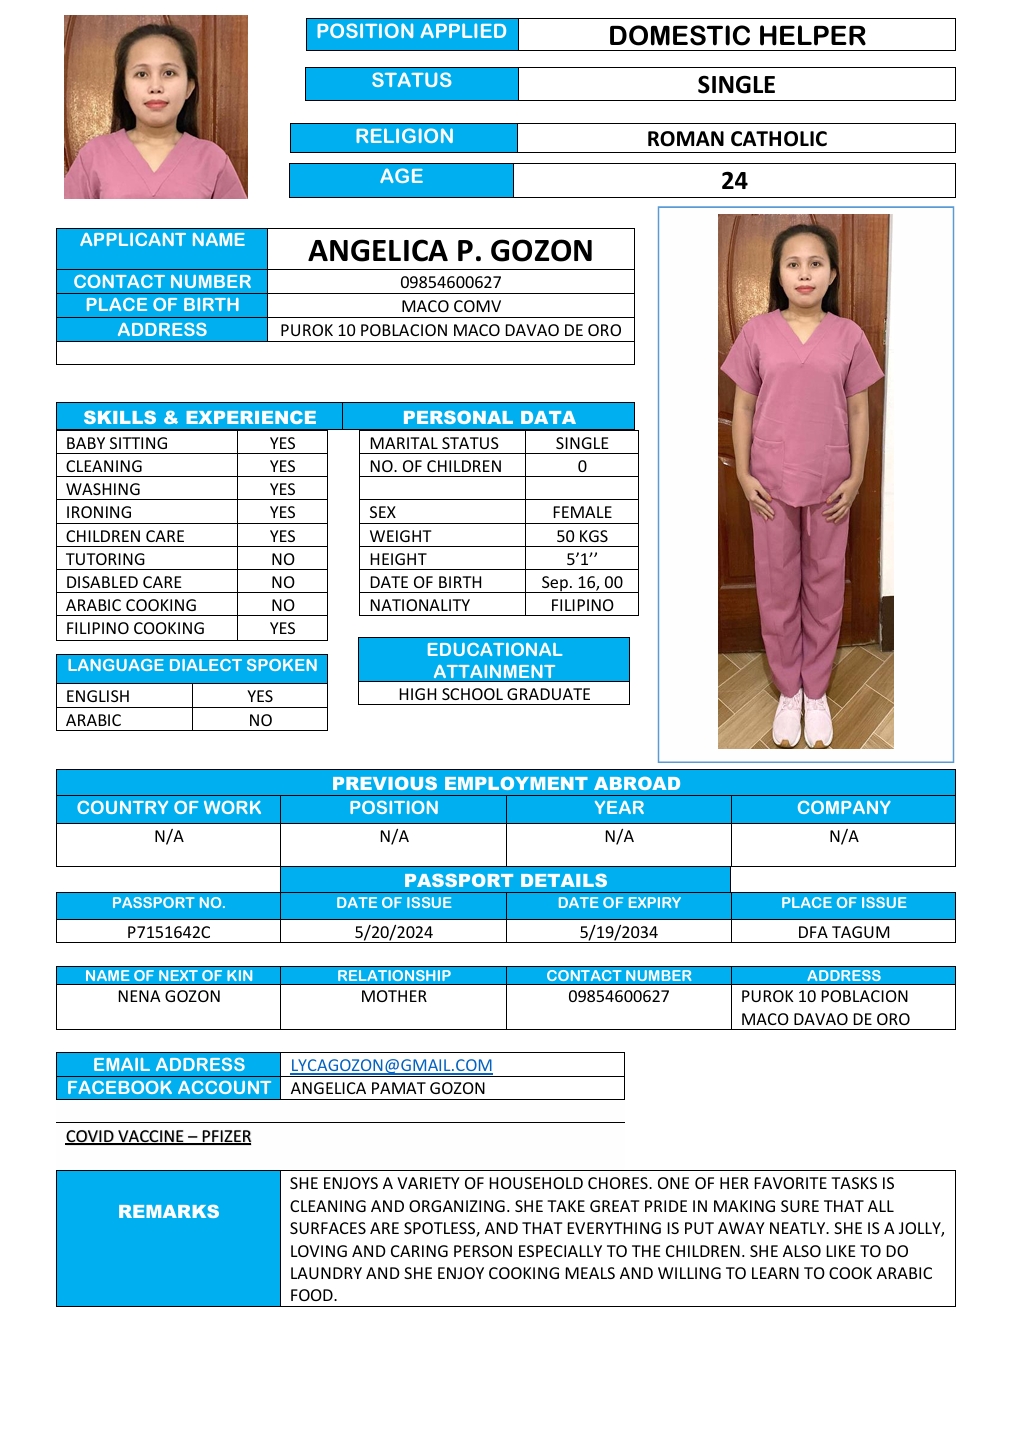 POSITION APPLIED DOMESTIC HELPER
STATUS SINGLE
RELIGION ROMAN CATHOLIC
AGE 24
APPLICANT NAME ANGELICA P. GOZON
CONTACT NUMBER 09854600627
PLACE OF BIRTH MACO COMV
ADDRESS PUROK 10 POBLACION MACO DAVAO DE ORO
SKILLS & EXPERIENCE PERSONAL DATA
BABY SITTING YES MARITAL STATUS SINGLE
CLEANING YES NO. OF CHILDREN 0
WASHING YES
IRONING YES SEX FEMALE
CHILDREN CARE YES WEIGHT 50 KGS
TUTORING NO HEIGHT 5’1’’
DISABLED CARE NO DATE OF BIRTH Sep. 16, 00
ARABIC COOKING NO NATIONALITY FILIPINO
FILIPINO COOKING YES
LANGUAGE DIALECT SPOKEN
ENGLISH YES
ARABIC NO
EDUCATIONAL
ATTAINMENT
HIGH SCHOOL GRADUATE
PREVIOUS EMPLOYMENT ABROAD
COUNTRY OF WORK POSITION YEAR COMPANY
N/A N/A N/A N/A
PASSPORT DETAILS
PASSPORT NO. DATE OF ISSUE DATE OF EXPIRY PLACE OF ISSUE
P7151642C 5/20/2024 5/19/2034 DFA TAGUM
NAME OF NEXT OF KIN RELATIONSHIP CONTACT NUMBER ADDRESS
NENA GOZON MOTHER 09854600627 PUROK 10 POBLACION
MACO DAVAO DE ORO
EMAIL ADDRESS LYCAGOZON@GMAIL.COM
FACEBOOK ACCOUNT ANGELICA PAMAT GOZON
COVID VACCINE – PFIZER
REMARKS
SHE ENJOYS A VARIETY OF HOUSEHOLD CHORES. ONE OF HER FAVORITE TASKS IS
CLEANING AND ORGANIZING. SHE TAKE GREAT PRIDE IN MAKING SURE THAT ALL
SURFACES ARE SPOTLESS, AND THAT EVERYTHING IS PUT AWAY NEATLY. SHE IS A JOLLY,
LOVING AND CARING PERSON ESPECIALLY TO THE CHILDREN. SHE ALSO LIKE TO DO
LAUNDRY AND SHE ENJOY COOKING MEALS AND WILLING TO LEARN TO COOK ARABIC
FOOD.